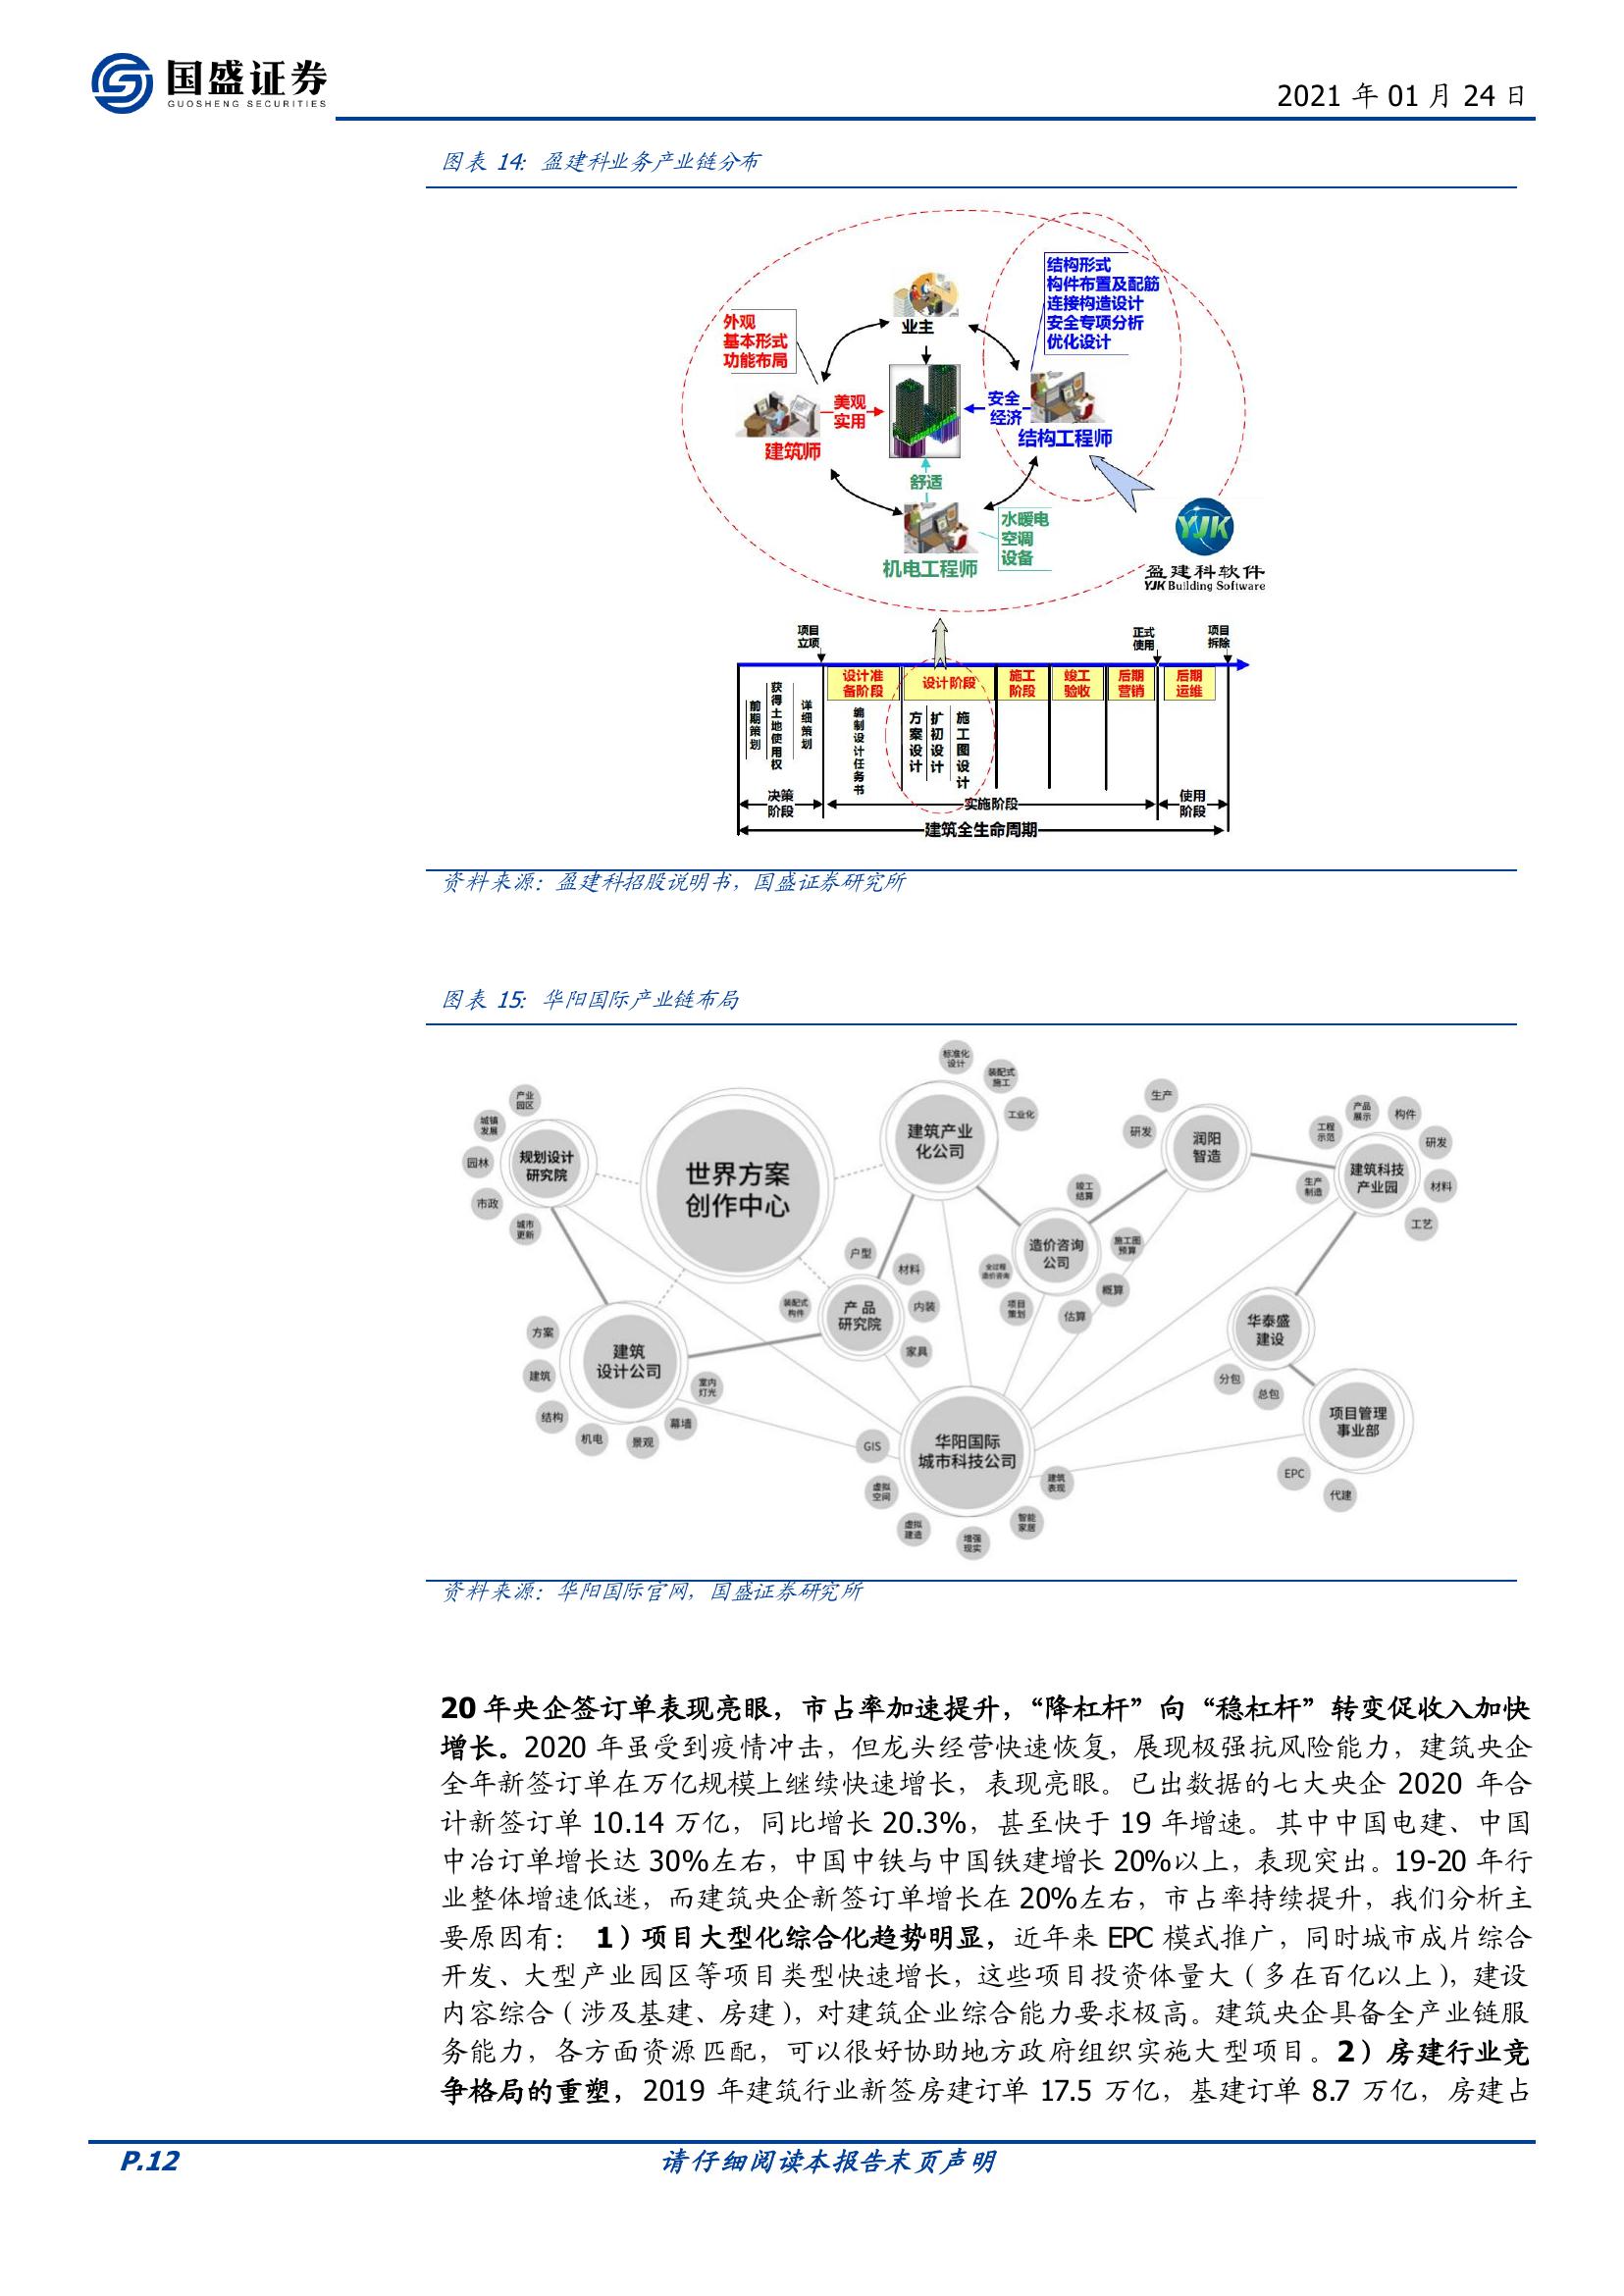 国盛证券
GUOSHENG SECURITIES
2021 年 01 月 24 日
图表 14: 盈建科业务产业链分布
业主
外观
基本形式
功能布局
结构形式
构件布置及配筋
连接构造设计
安全专项分析
优化设计
美观
实用
安全
经济
建筑师
结构工程师
舒适
水暖电
空调
设备
机电工程师
YJK
盈建科软件
YJK Building Software
项目
立项
正式
使用
项目
拆除
设计准
备阶段
设计阶段
施工
阶段
竣工
验收
后期
营销
后期
运维
前期策划
获得土地使用权
详细策划
编制设计任务书
方案设计
扩初设计
施工图设计
决策
阶段
实施阶段
使用
阶段
建筑全生命周期
资料来源：盈建科招股说明书，国盛证券研究所
图表 15: 华阳国际产业链布局
产业
园区
城镇
发展
园林
市政
城市
更新
规划设计
研究院
世界方案
创作中心
标准化
设计
装配式
施工
工业化
建筑产业
化公司
生产
研发
润阳
智造
产品
展示
构件
工程
示范
研发
生产
制造
材料
工艺
建筑科技
产业园
竣工
结算
施工图
预算
全过程
造价咨询
概算
项目
策划
估算
造价咨询
公司
户型
材料
装配式
构件
内装
家具
产品
研究院
华泰盛
建设
分包
总包
方案
建筑
结构
机电
景观
幕墙
室内
灯光
建筑
设计公司
GIS
虚拟
空间
虚拟
建造
增强
现实
智能
家居
建筑
表现
华阳国际
城市科技公司
项目管理
事业部
EPC
代建
资料来源：华阳国际官网，国盛证券研究所
20 年央企签订单表现亮眼，市占率加速提升，“降杠杆”向“稳杠杆”转变促收入加快
增长。2020 年虽受到疫情冲击，但龙头经营快速恢复，展现极强抗风险能力，建筑央企
全年新签订单在万亿规模上继续快速增长，表现亮眼。已出数据的七大央企 2020 年合
计新签订单 10.14 万亿，同比增长 20.3%，甚至快于 19 年增速。其中中国电建、中国
中冶订单增长达 30%左右，中国中铁与中国铁建增长 20%以上，表现突出。19-20 年行
业整体增速低迷，而建筑央企新签订单增长在 20%左右，市占率持续提升，我们分析主
要原因有： 1）项目大型化综合化趋势明显，近年来 EPC 模式推广，同时城市成片综合
开发、大型产业园区等项目类型快速增长，这些项目投资体量大（多在百亿以上），建设
内容综合（涉及基建、房建），对建筑企业综合能力要求极高。建筑央企具备全产业链服
务能力，各方面资源匹配，可以很好协助地方政府组织实施大型项目。2）房建行业竞
争格局的重塑，2019 年建筑行业新签房建订单 17.5 万亿，基建订单 8.7 万亿，房建占
P.12
请仔细阅读本报告末页声明